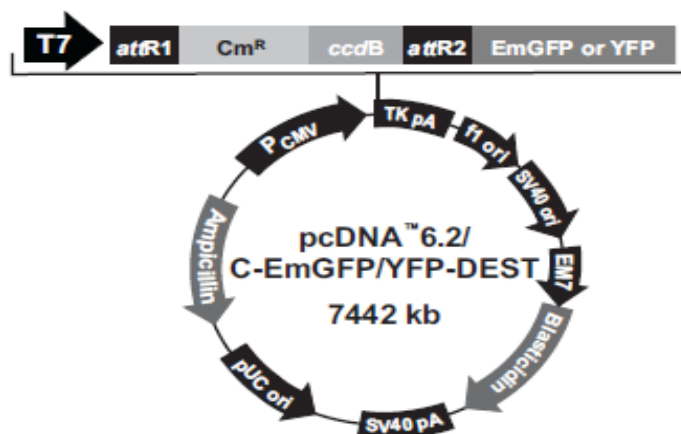 T7 attR1 CmR ccdB attR2 EmGFP or YFP
PCMV
TK pA
f1 ori
SV40 ori
EM7
Blasticidin
SV40 pA
pUC ori
Ampicillin
pcDNA™6.2/
C-EmGFP/YFP-DEST
7442 kb